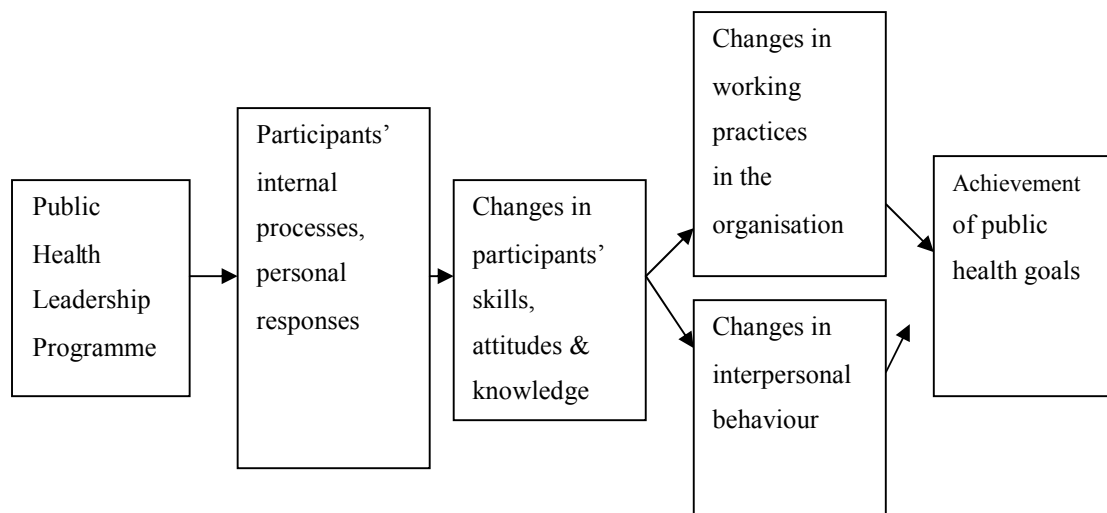 Public
Health
Leadership
Programme
Participants’
internal
processes,
personal
responses
Changes in
participants’
skills,
attitudes &
knowledge
Changes in
working
practices
in the
organisation
Changes in
interpersonal
behaviour
Achievement
of public
health goals